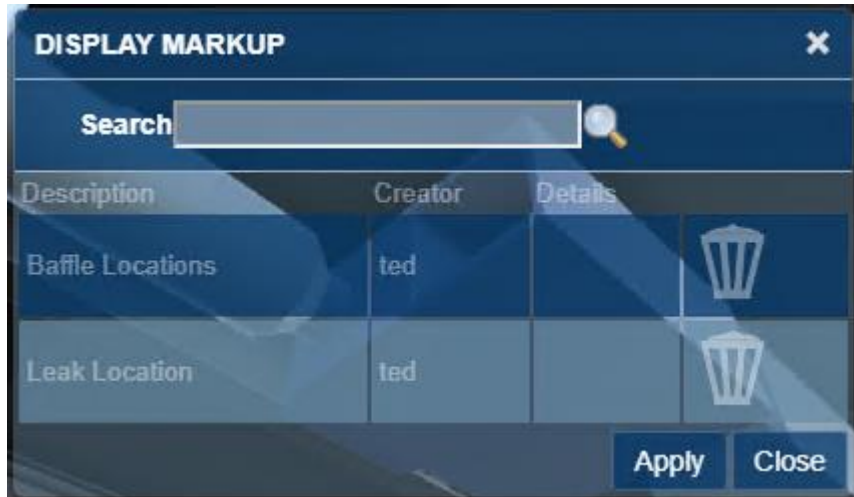 DISPLAY MARKUP ×
Search
Description Creator Details
Baffle Locations ted
Leak Location ted
Apply Close